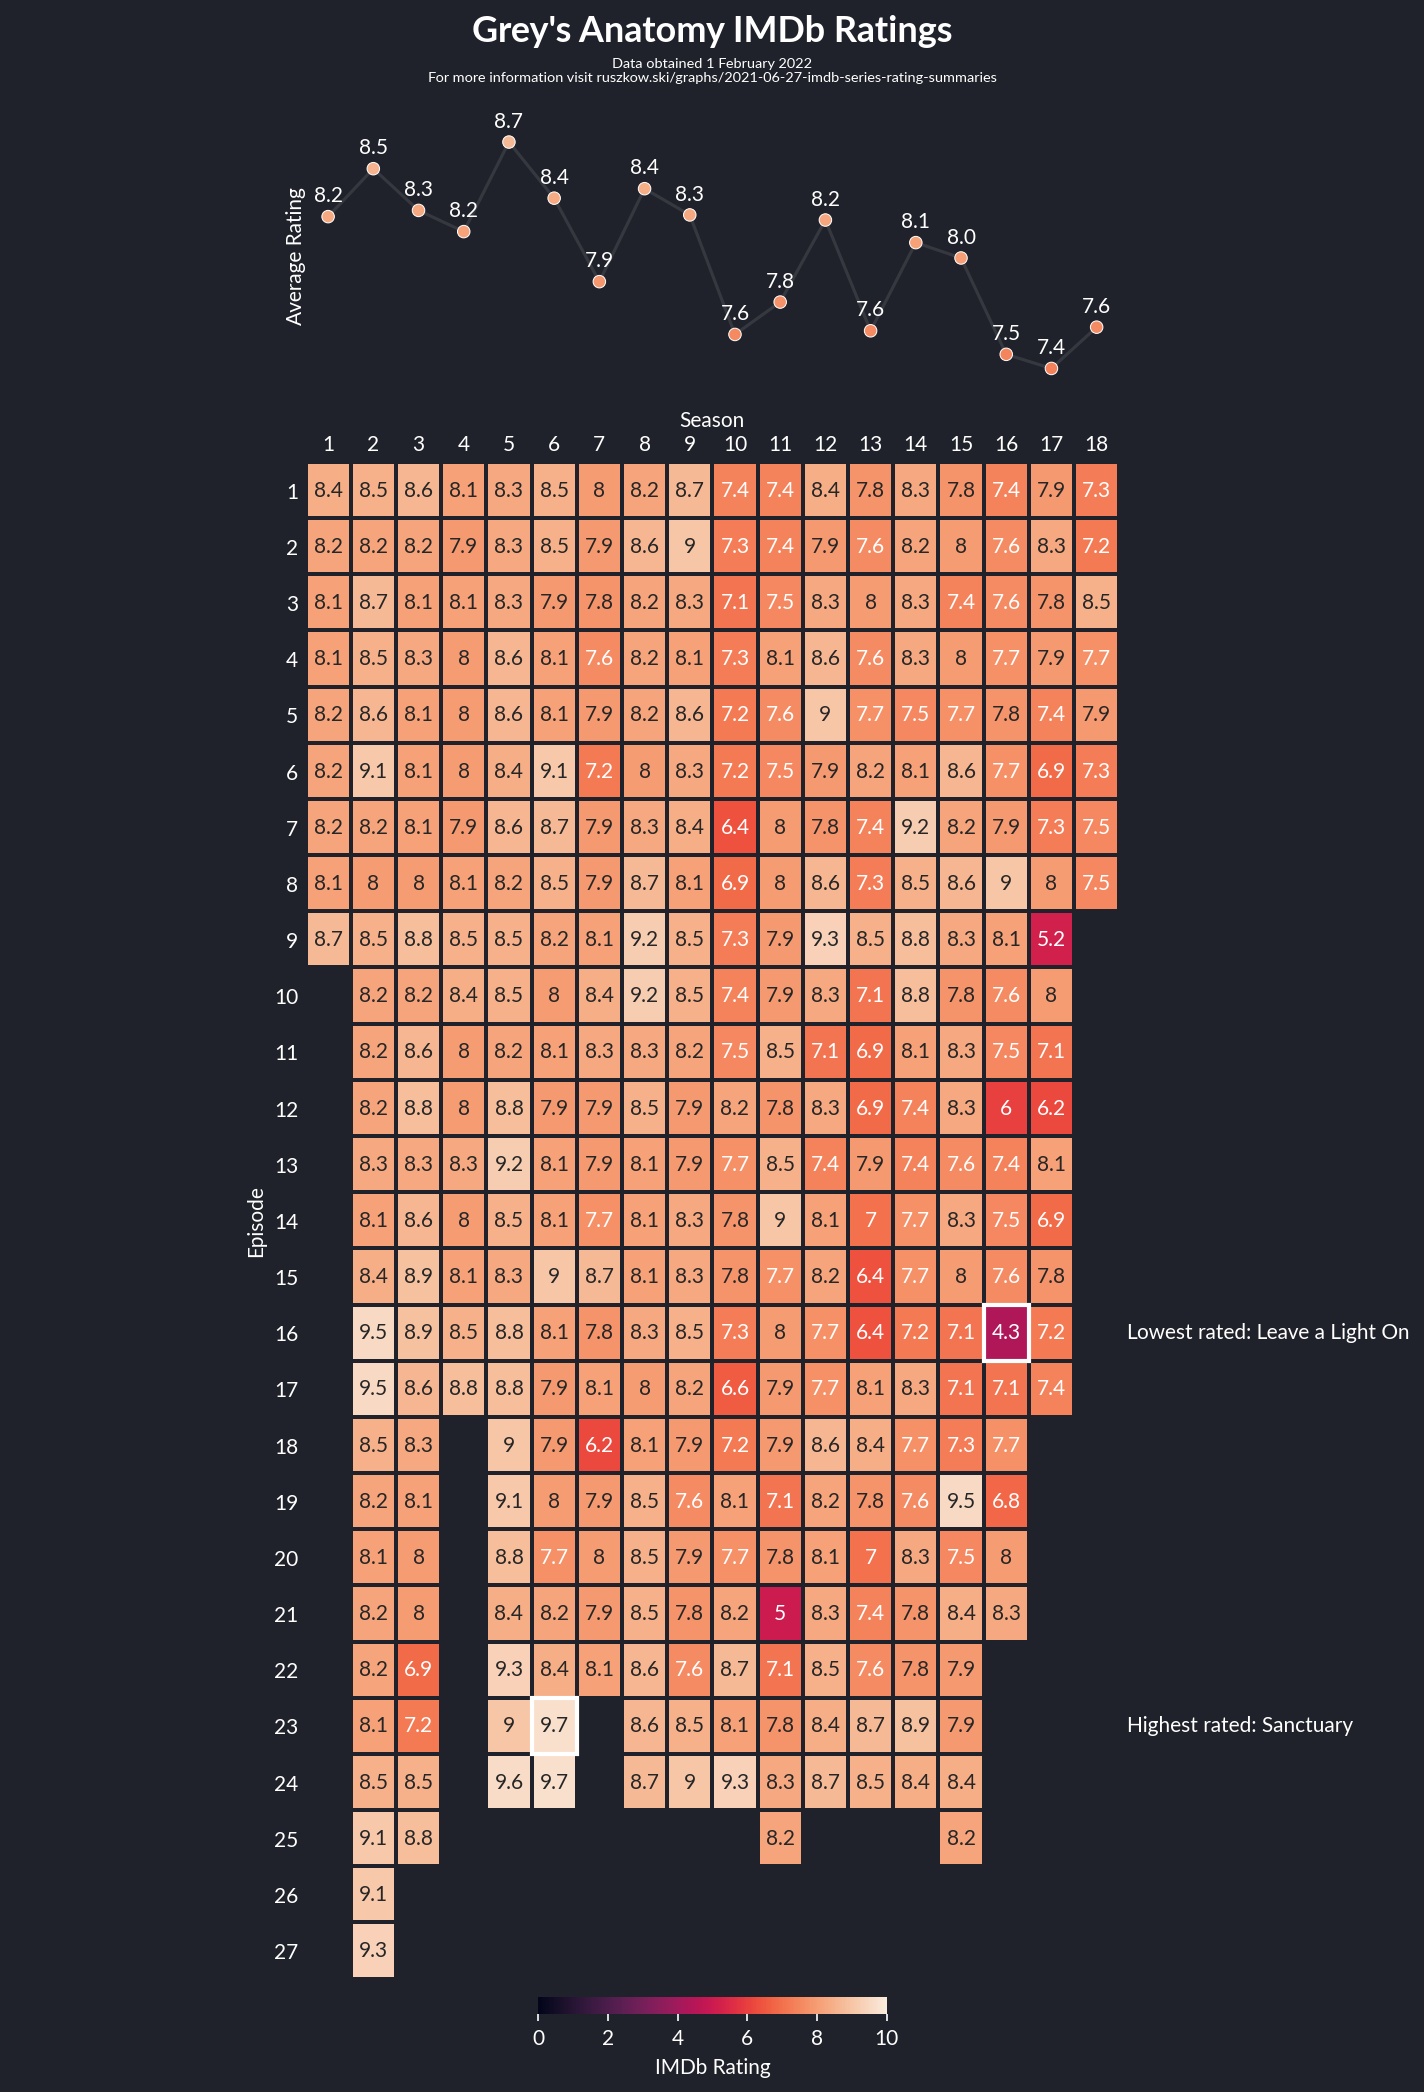 Grey's Anatomy IMDb Ratings
Data obtained 1 February 2022
For more information visit ruszkow.ski/graphs/2021-06-27-imdb-series-rating-summaries
Average Rating
8.2 8.5 8.3 8.2 8.7 8.4 7.9 8.4 8.3 7.6 7.8 8.2 7.6 8.1 8.0 7.5 7.4 7.6
Season
1 2 3 4 5 6 7 8 9 10 11 12 13 14 15 16 17 18
Episode
1 8.4 8.5 8.6 8.1 8.3 8.5 8 8.2 8.7 7.4 7.4 8.4 7.8 8.3 7.8 7.4 7.9 7.3
2 8.2 8.2 8.2 7.9 8.3 8.5 7.9 8.6 9 7.3 7.4 7.9 7.6 8.2 8 7.6 8.3 7.2
3 8.1 8.7 8.1 8.1 8.3 7.9 7.8 8.2 8.3 7.1 7.5 8.3 8 8.3 7.4 7.6 7.8 8.5
4 8.1 8.5 8.3 8 8.6 8.1 7.6 8.2 8.1 7.3 8.1 8.6 7.6 8.3 8 7.7 7.9 7.7
5 8.2 8.6 8.1 8 8.6 8.1 7.9 8.2 8.6 7.2 7.6 9 7.7 7.5 7.7 7.8 7.4 7.9
6 8.2 9.1 8.1 8 8.4 9.1 7.2 8 8.3 7.2 7.5 7.9 8.2 8.1 8.6 7.7 6.9 7.3
7 8.2 8.2 8.1 7.9 8.6 8.7 7.9 8.3 8.4 6.4 8 7.8 7.4 9.2 8.2 7.9 7.3 7.5
8 8.1 8 8 8.1 8.2 8.5 7.9 8.7 8.1 6.9 8 8.6 7.3 8.5 8.6 9 8 7.5
9 8.7 8.5 8.8 8.5 8.5 8.2 8.1 9.2 8.5 7.3 7.9 9.3 8.5 8.8 8.3 8.1 5.2
10 8.2 8.2 8.4 8.5 8 8.4 9.2 8.5 7.4 7.9 8.3 7.1 8.8 7.8 7.6 8
11 8.2 8.6 8 8.2 8.1 8.3 8.3 8.2 7.5 8.5 7.1 6.9 8.1 8.3 7.5 7.1
12 8.2 8.8 8 8.8 7.9 7.9 8.5 7.9 8.2 7.8 8.3 6.9 7.4 8.3 6 6.2
13 8.3 8.3 8.3 9.2 8.1 7.9 8.1 7.9 7.7 8.5 7.4 7.9 7.4 7.6 7.4 8.1
14 8.1 8.6 8 8.5 8.1 7.7 8.1 8.3 7.8 9 8.1 7 7.7 8.3 7.5 6.9
15 8.4 8.9 8.1 8.3 9 8.7 8.1 8.3 7.8 7.7 8.2 6.4 7.7 8 7.6 7.8
16 9.5 8.9 8.5 8.8 8.1 7.8 8.3 8.5 7.3 8 7.7 6.4 7.2 7.1 4.3 7.2 Lowest rated: Leave a Light On
17 9.5 8.6 8.8 8.8 7.9 8.1 8 8.2 6.6 7.9 7.7 8.1 8.3 7.1 7.1 7.4
18 8.5 8.3 9 7.9 6.2 8.1 7.9 7.2 7.9 8.6 8.4 7.7 7.3 7.7
19 8.2 8.1 9.1 8 7.9 8.5 7.6 8.1 7.1 8.2 7.8 7.6 9.5 6.8
20 8.1 8 8.8 7.7 8 8.5 7.9 7.7 7.8 8.1 7 8.3 7.5 8
21 8.2 8 8.4 8.2 7.9 8.5 7.8 8.2 5 8.3 7.4 7.8 8.4 8.3
22 8.2 6.9 9.3 8.4 8.1 8.6 7.6 8.7 7.1 8.5 7.6 7.8 7.9
23 8.1 7.2 9 9.7 8.6 8.5 8.1 7.8 8.4 8.7 8.9 7.9 Highest rated: Sanctuary
24 8.5 8.5 9.6 9.7 8.7 9 9.3 8.3 8.7 8.5 8.4 8.4
25 9.1 8.8 8.2 8.2
26 9.1
27 9.3
0 2 4 6 8 10
IMDb Rating